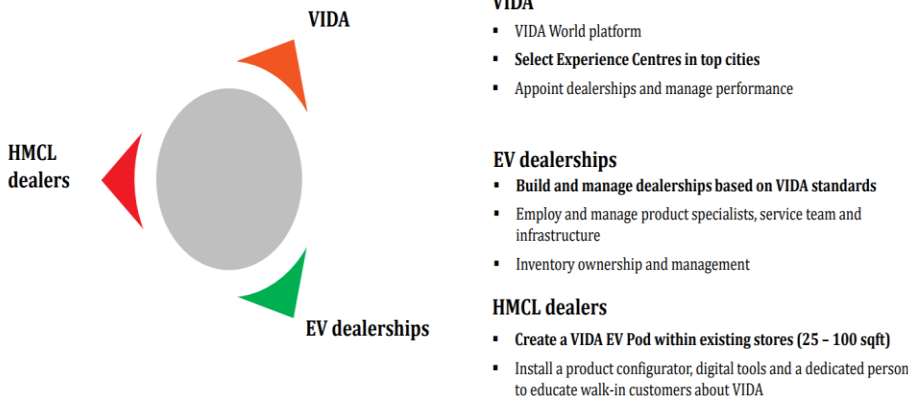 VIDA
HMCL
dealers
EV dealerships
VIDA
▪ VIDA World platform
▪ Select Experience Centres in top cities
▪ Appoint dealerships and manage performance
EV dealerships
▪ Build and manage dealerships based on VIDA standards
▪ Employ and manage product specialists, service team and
infrastructure
▪ Inventory ownership and management
HMCL dealers
▪ Create a VIDA EV Pod within existing stores (25 – 100 sqft)
▪ Install a product configurator, digital tools and a dedicated person
to educate walk-in customers about VIDA